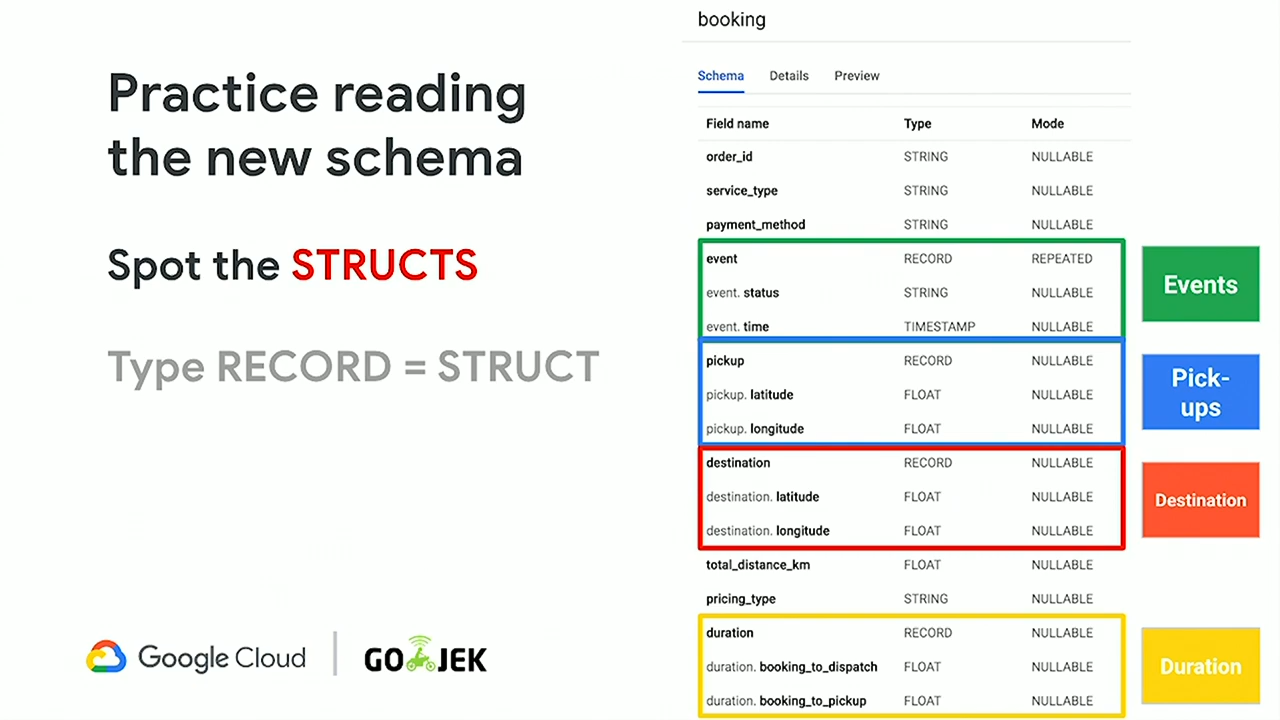 Practice reading
the new schema
Spot the STRUCTS
Type RECORD = STRUCT
Google Cloud
GOJEK
booking
Schema Details Preview
Field name Type Mode
order_id STRING NULLABLE
service_type STRING NULLABLE
payment_method STRING NULLABLE
event RECORD REPEATED
event. status STRING NULLABLE
event. time TIMESTAMP NULLABLE
pickup RECORD NULLABLE
pickup. latitude FLOAT NULLABLE
pickup. longitude FLOAT NULLABLE
destination RECORD NULLABLE
destination. latitude FLOAT NULLABLE
destination. longitude FLOAT NULLABLE
total_distance_km FLOAT NULLABLE
pricing_type STRING NULLABLE
duration RECORD NULLABLE
duration. booking_to_dispatch FLOAT NULLABLE
duration. booking_to_pickup FLOAT NULLABLE
Events
Pick-
ups
Destination
Duration